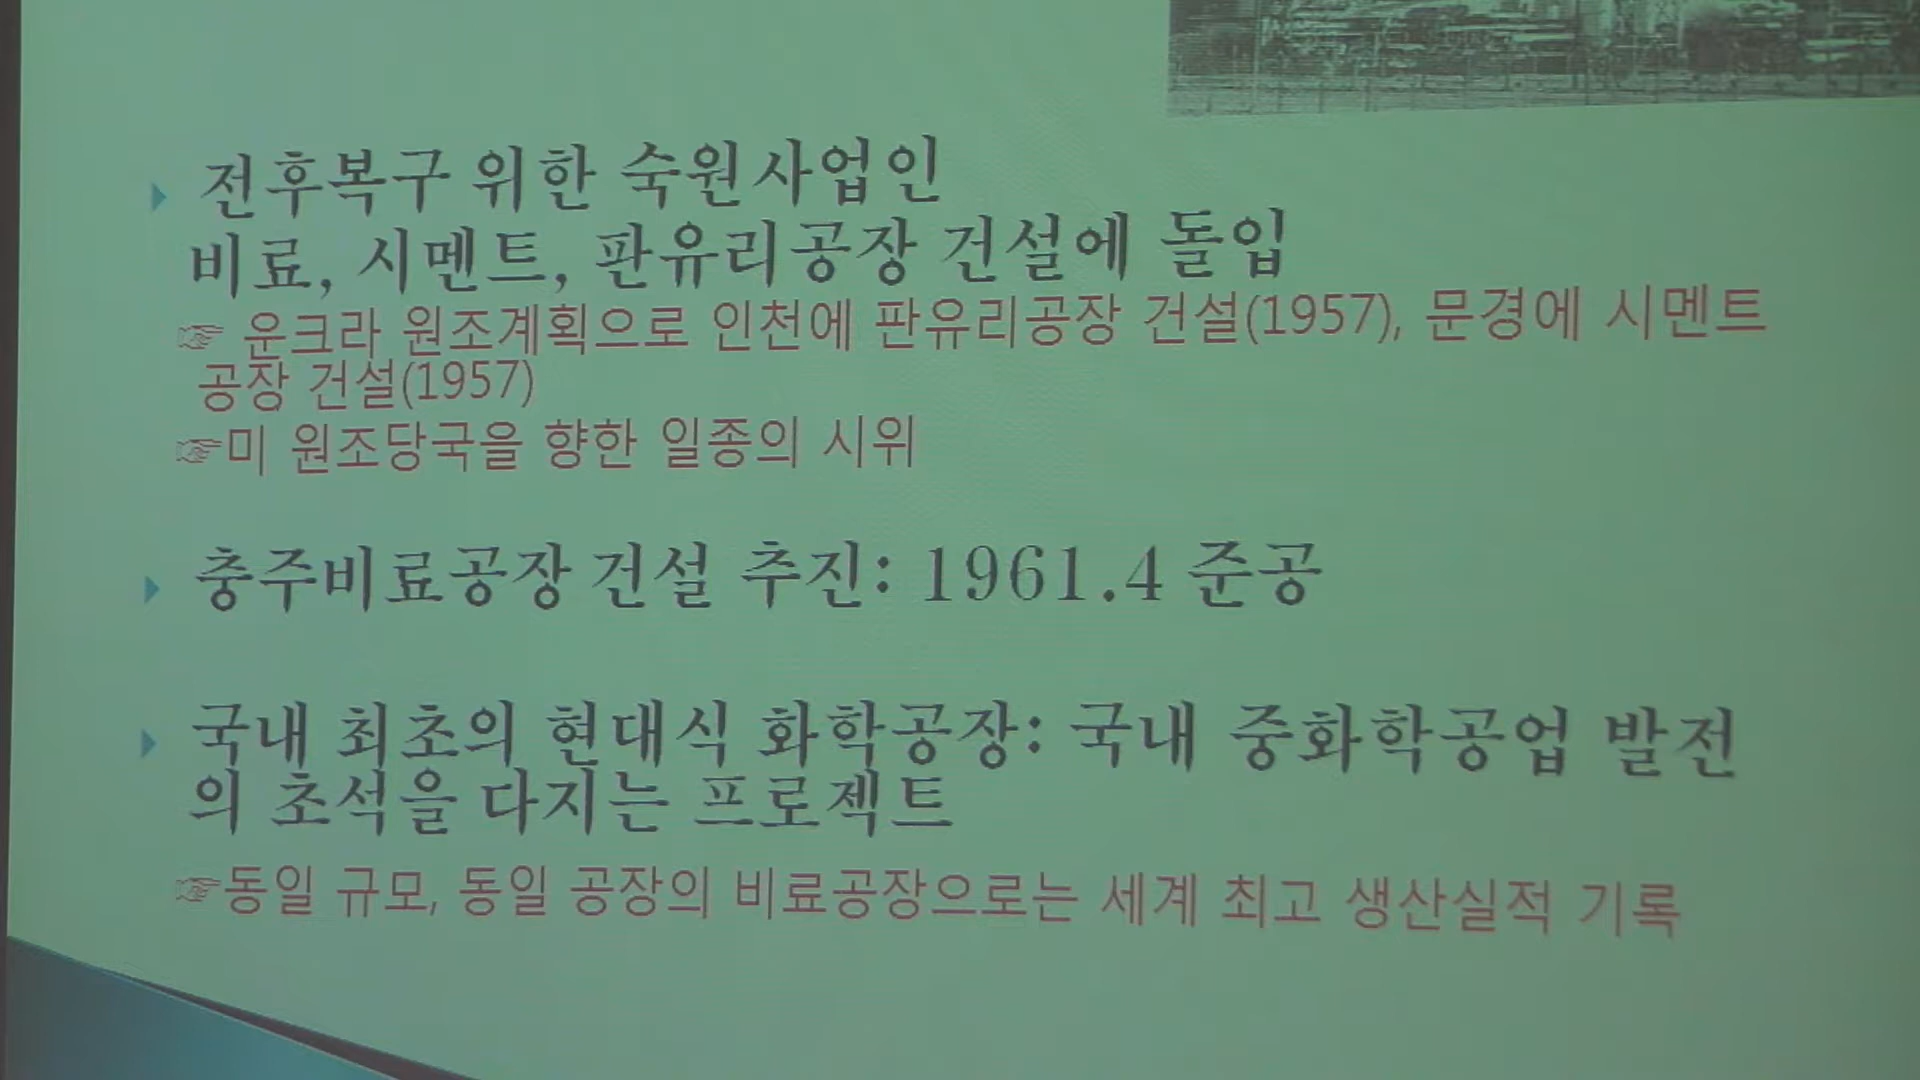 전후복구 위한 숙원사업인
비료, 시멘트, 판유리공장 건설에 돌입
☞ 운크라 원조계획으로 인천에 판유리공장 건설(1957), 문경에 시멘트
공장 건설(1957)
☞미 원조당국을 향한 일종의 시위
충주비료공장 건설 추진: 1961.4 준공
국내 최초의 현대식 화학공장: 국내 중화학공업 발전
의 초석을 다지는 프로젝트
☞동일 규모, 동일 공장의 비료공장으로는 세계 최고 생산실적 기록